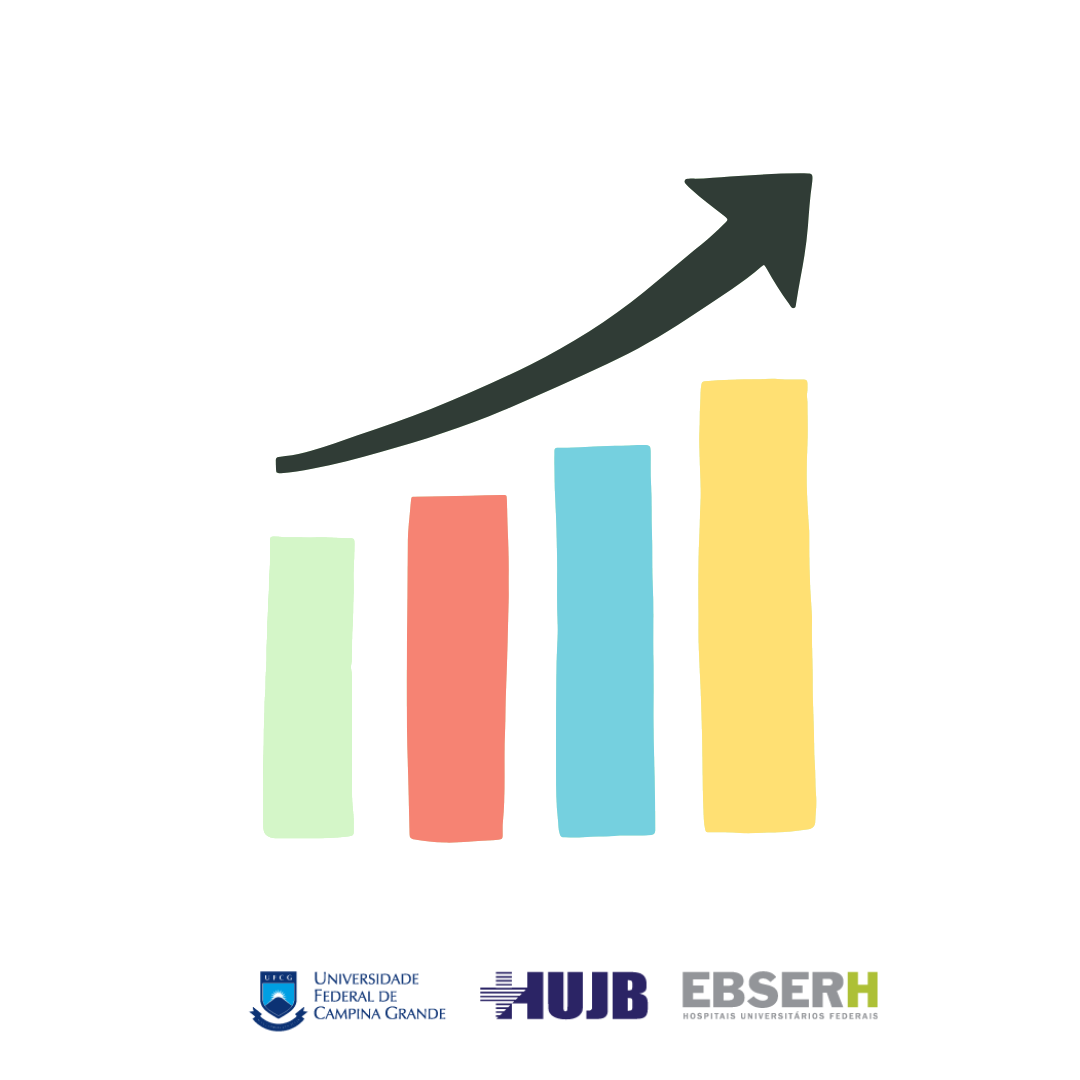 UFCG
UNIVERSIDADE
FEDERAL DE
CAMPINA GRANDE
HUJB
EBSERH
HOSPITAIS UNIVERSITÁRIOS FEDERAIS